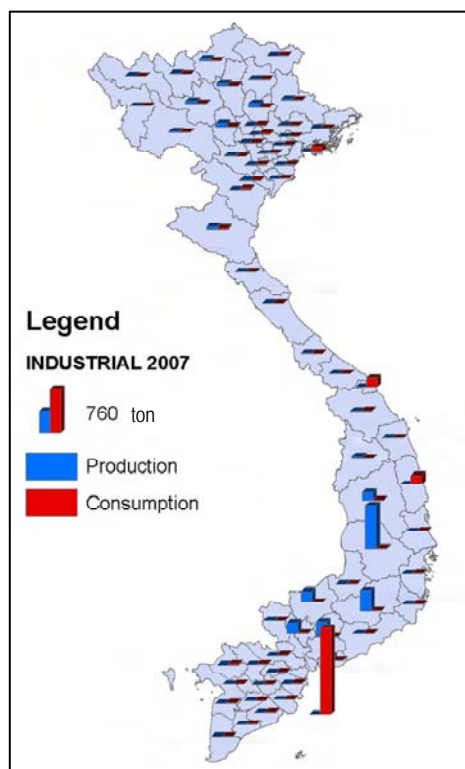 Legend
INDUSTRIAL 2007
760 ton
Production
Consumption